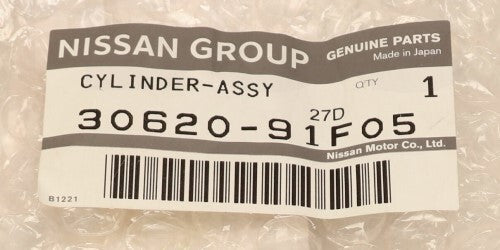 NISSAN GROUP GENUINE PARTS
Made in Japan
CYLINDER-ASSY Q'TY 1
27D
30620-91F05
Nissan Motor Co., Ltd.
B1221